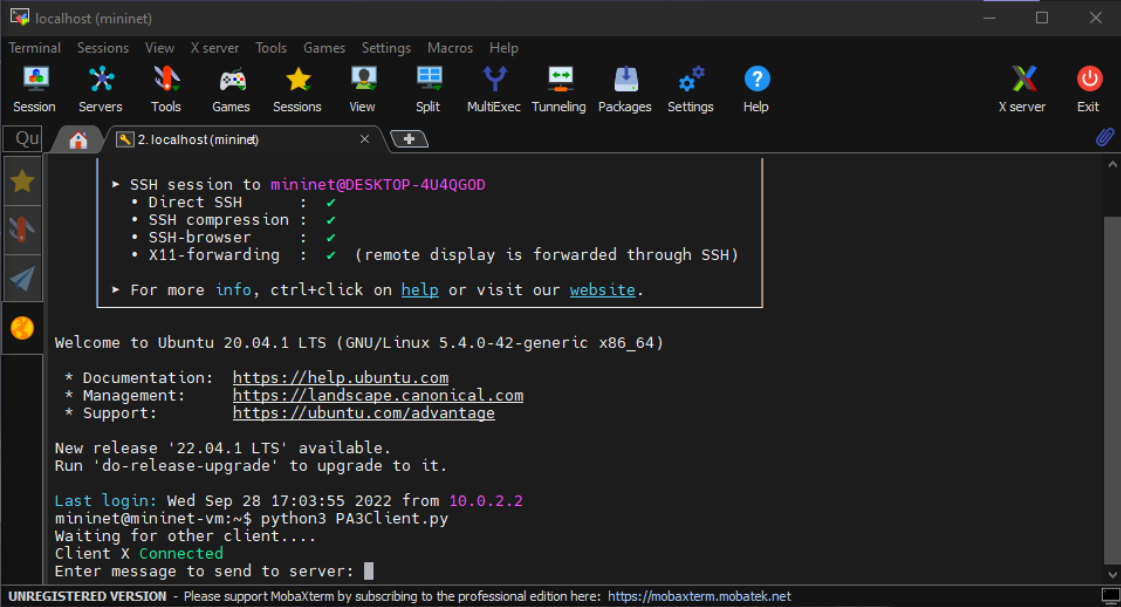 localhost (mininet)
Terminal Sessions View X server Tools Games Settings Macros Help
Session Servers Tools Games Sessions View Split MultiExec Tunneling Packages Settings Help X server Exit
Qu 2. localhost (mininet)
➤ SSH session to mininet@DESKTOP-4U4QGOD
• Direct SSH : ✔
• SSH compression : ✔
• SSH-browser : ✔
• X11-forwarding : ✔ (remote display is forwarded through SSH)
➤ For more info, ctrl+click on help or visit our website.
Welcome to Ubuntu 20.04.1 LTS (GNU/Linux 5.4.0-42-generic x86_64)
* Documentation: https://help.ubuntu.com
* Management: https://landscape.canonical.com
* Support: https://ubuntu.com/advantage
New release '22.04.1 LTS' available.
Run 'do-release-upgrade' to upgrade to it.
Last login: Wed Sep 28 17:03:55 2022 from 10.0.2.2
mininet@mininet-vm:~$ python3 PA3Client.py
Waiting for other client....
Client X Connected
Enter message to send to server:
UNREGISTERED VERSION - Please support MobaXterm by subscribing to the professional edition here: https://mobaxterm.mobatek.net